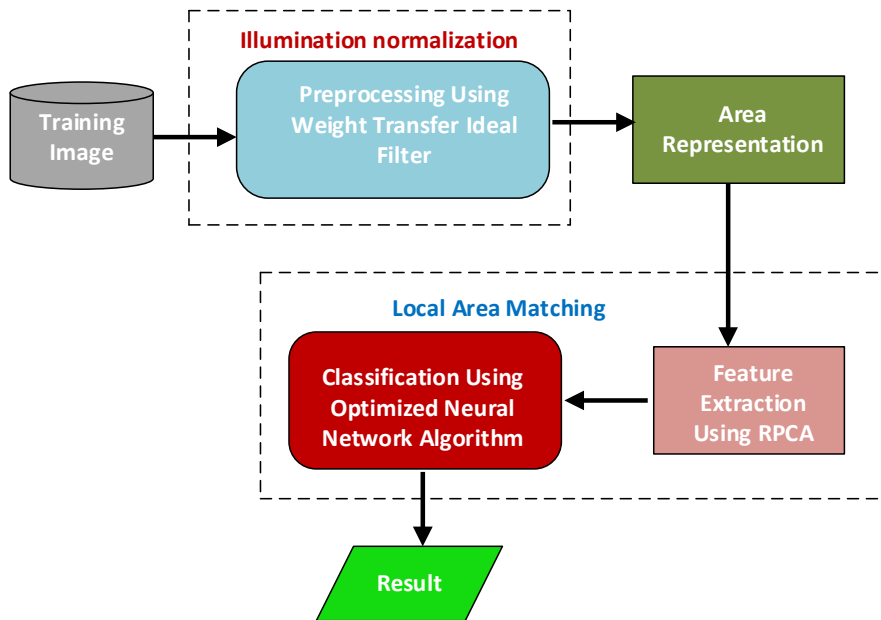 Illumination normalization
Training
Image
Preprocessing Using
Weight Transfer Ideal
Filter
Area
Representation
Local Area Matching
Feature
Extraction
Using RPCA
Classification Using
Optimized Neural
Network Algorithm
Result